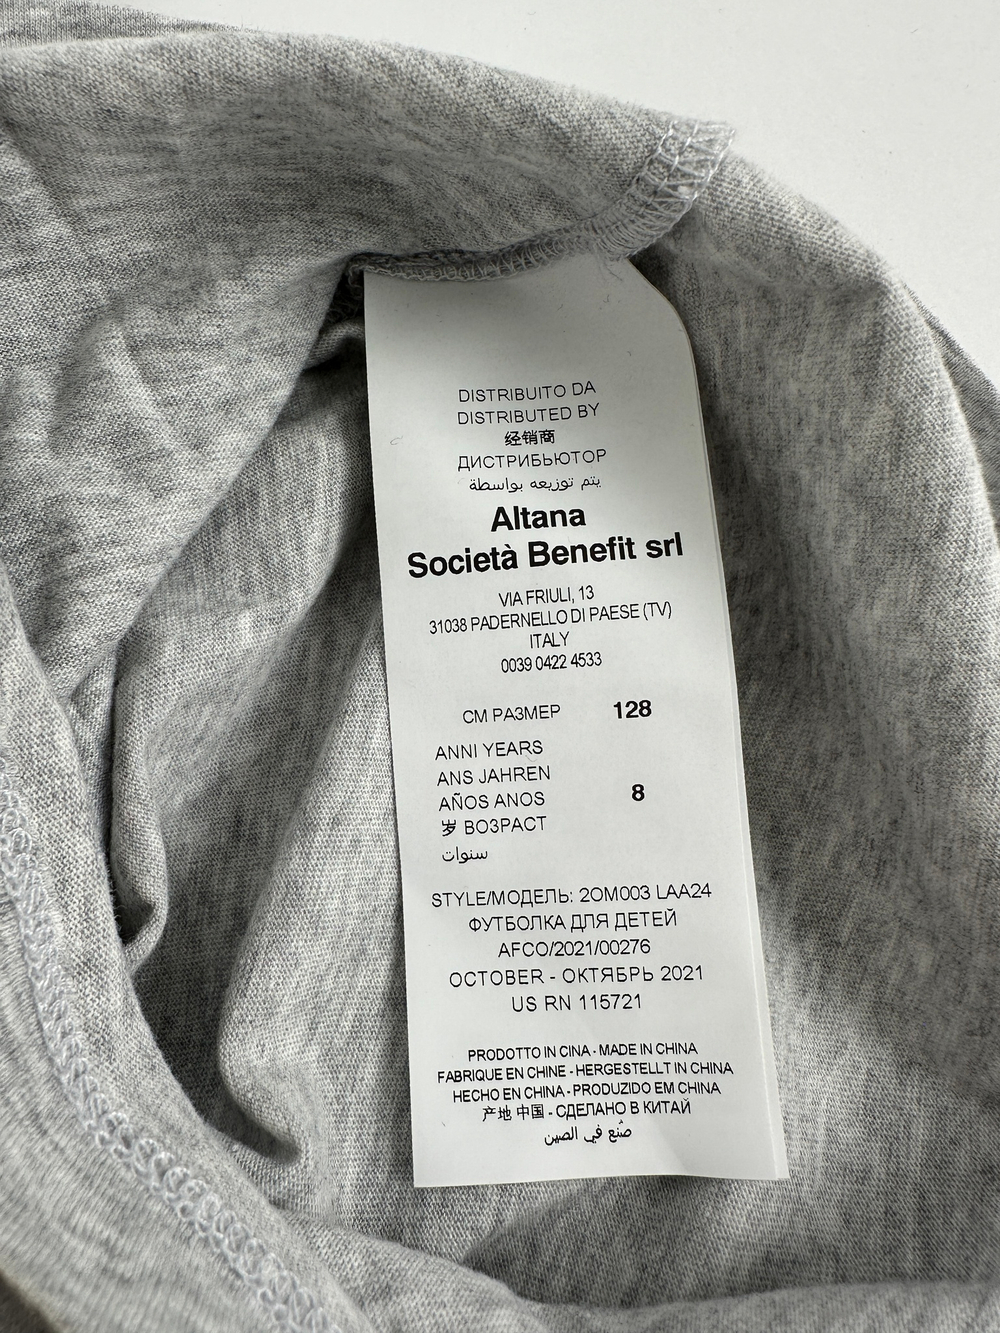 DISTRIBUITO DA
DISTRIBUTED BY
经销商
ДИСТРИБЬЮТОР
يتم توزيعه بواسطة
Altana
Società Benefit srl
VIA FRIULI, 13
31038 PADERNELLO DI PAESE (TV)
ITALY
0039 0422 4533
CM РАЗМЕР 128
ANNI YEARS
ANS JAHREN
AÑOS ANOS 8
岁 ВОЗРАСТ
سنوات
STYLE/МОДЕЛЬ: 2OM003 LAA24
ФУТБОЛКА ДЛЯ ДЕТЕЙ
AFCO/2021/00276
OCTOBER - ОКТЯБРЬ 2021
US RN 115721
PRODOTTO IN CINA - MADE IN CHINA
FABRIQUE EN CHINE - HERGESTELLT IN CHINA
HECHO EN CHINA - PRODUZIDO EM CHINA
产地 中国 - СДЕЛАНО В КИТАЙ
صُنع في الصين